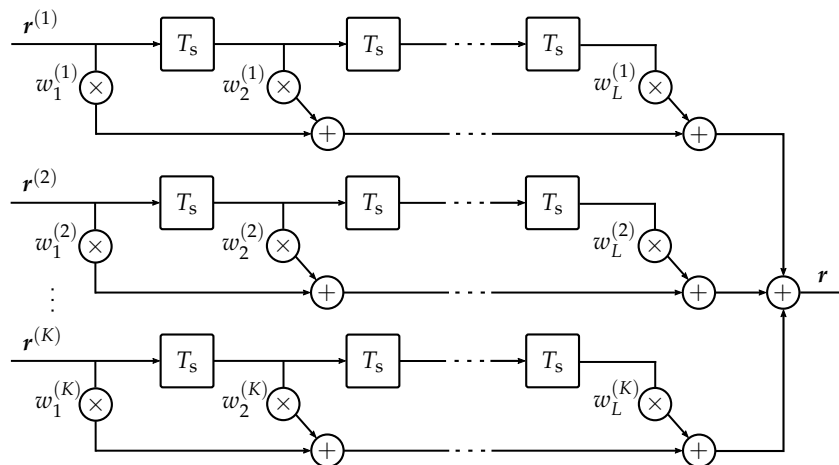 r^{(1)} T_s T_s - - - T_s
w_1^{(1)} × w_2^{(1)} × w_L^{(1)} ×
+ - - - +
r^{(2)} T_s T_s - - - T_s
w_1^{(2)} × w_2^{(2)} × w_L^{(2)} ×
⋮ + - - - + + r
r^{(K)} T_s T_s - - - T_s
w_1^{(K)} × w_2^{(K)} × w_L^{(K)} ×
+ - - - +